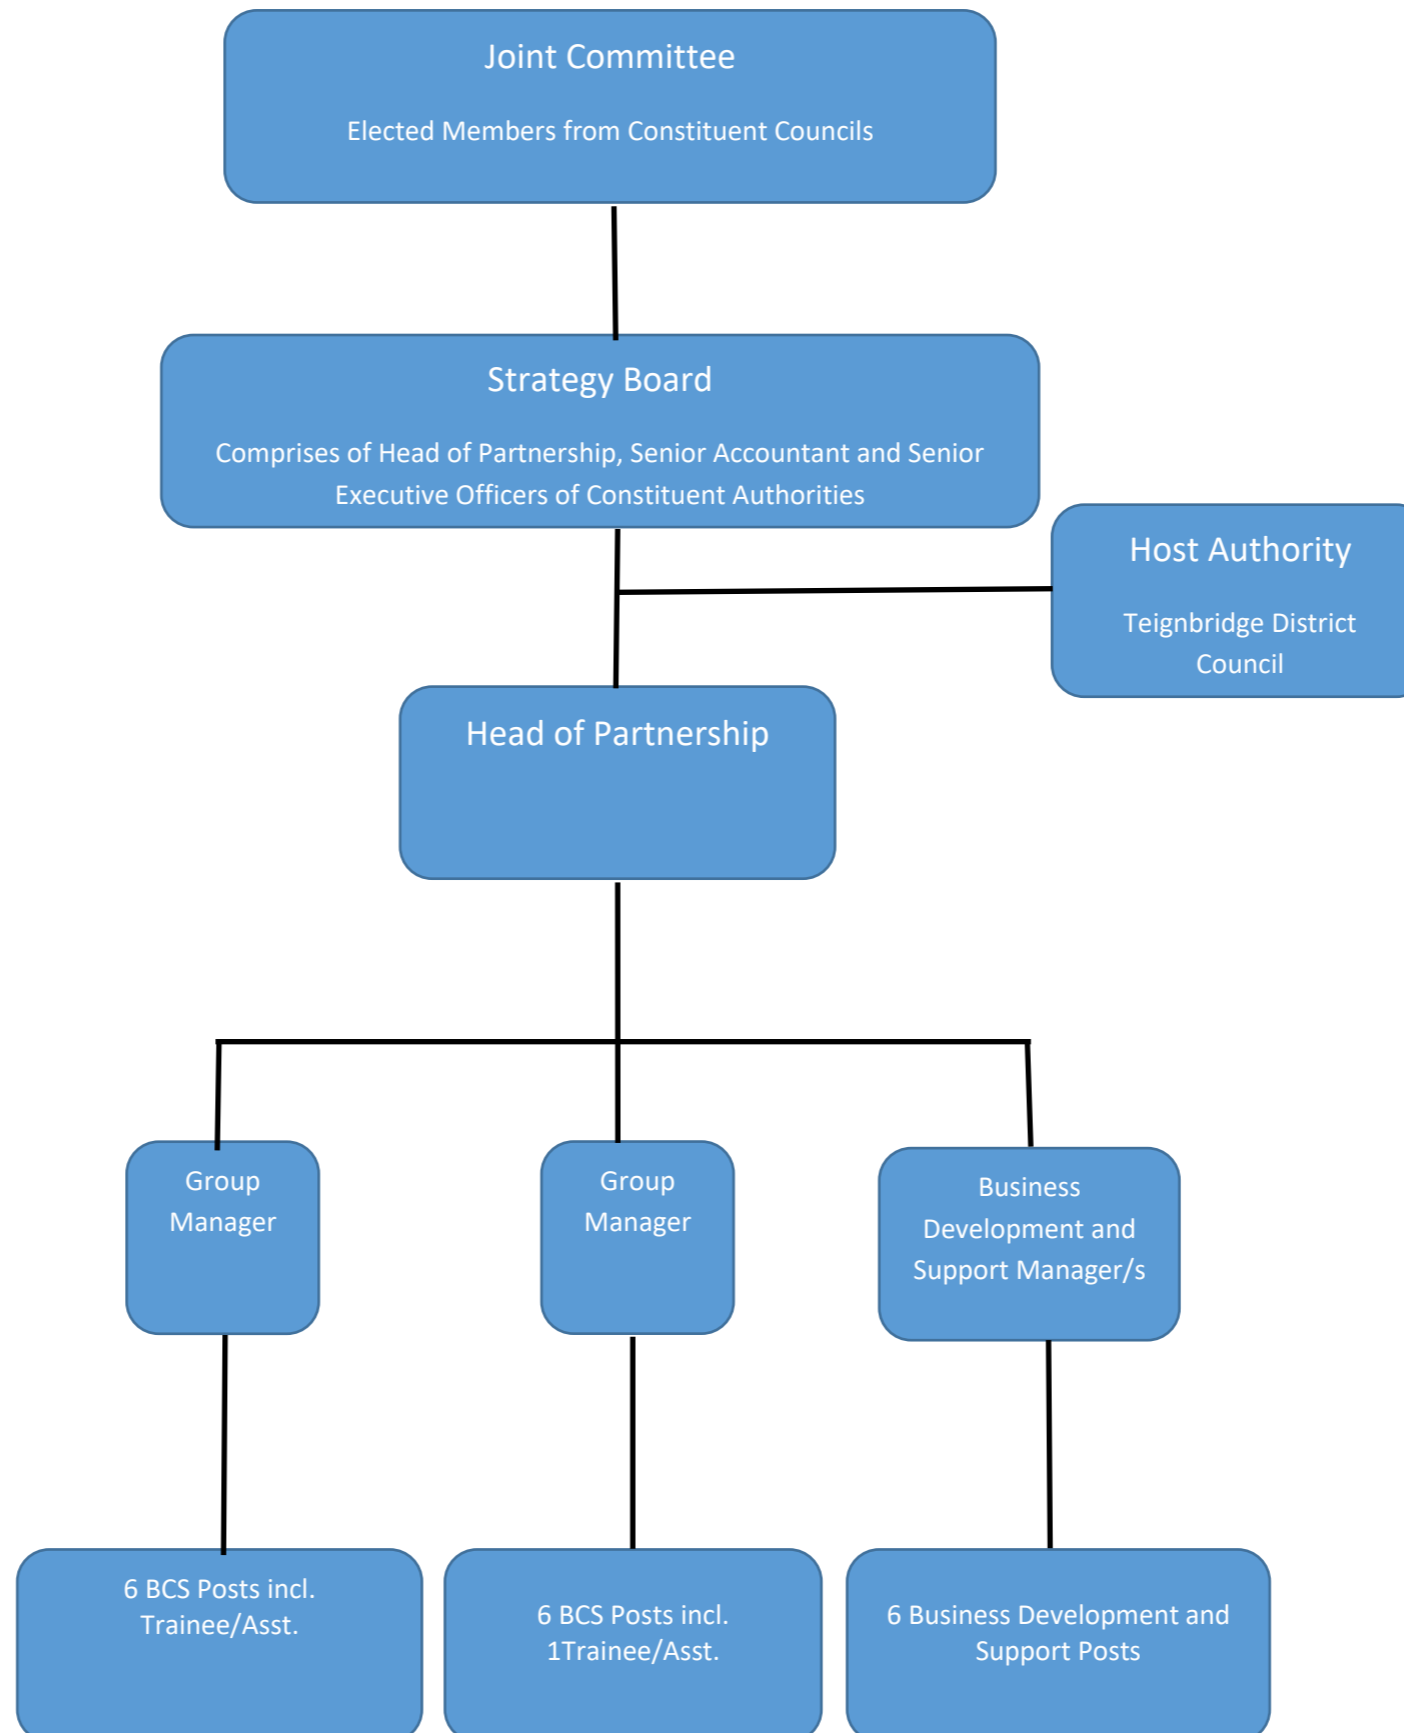 Joint Committee
Elected Members from Constituent Councils
Strategy Board
Comprises of Head of Partnership, Senior Accountant and Senior
Executive Officers of Constituent Authorities
Host Authority
Teignbridge District
Council
Head of Partnership
Group
Manager
Group
Manager
Business
Development and
Support Manager/s
6 BCS Posts incl.
Trainee/Asst.
6 BCS Posts incl.
1Trainee/Asst.
6 Business Development and
Support Posts